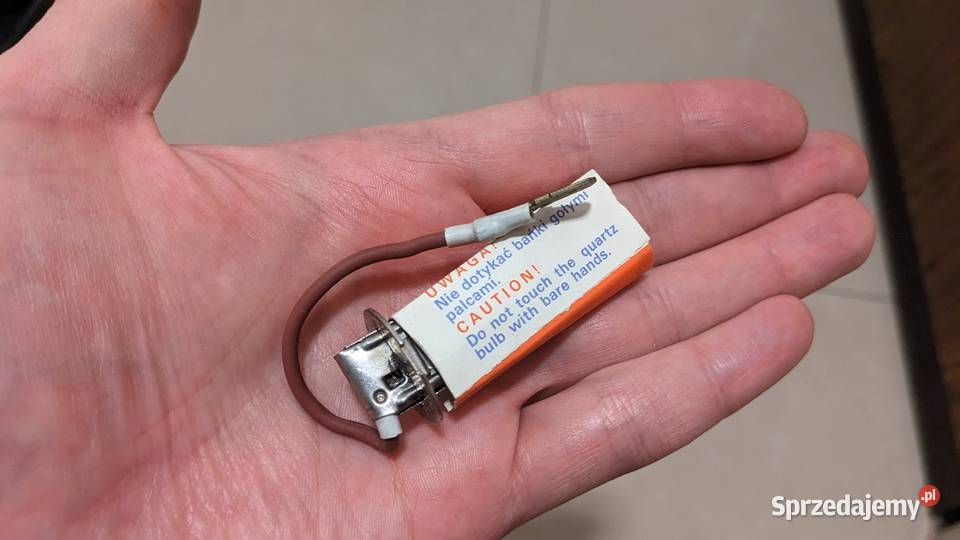 UWAGA!
Nie dotykać bańki gołymi
palcami.
CAUTION!
Do not touch the quartz
bulb with bare hands.
Sprzedajemy.pl